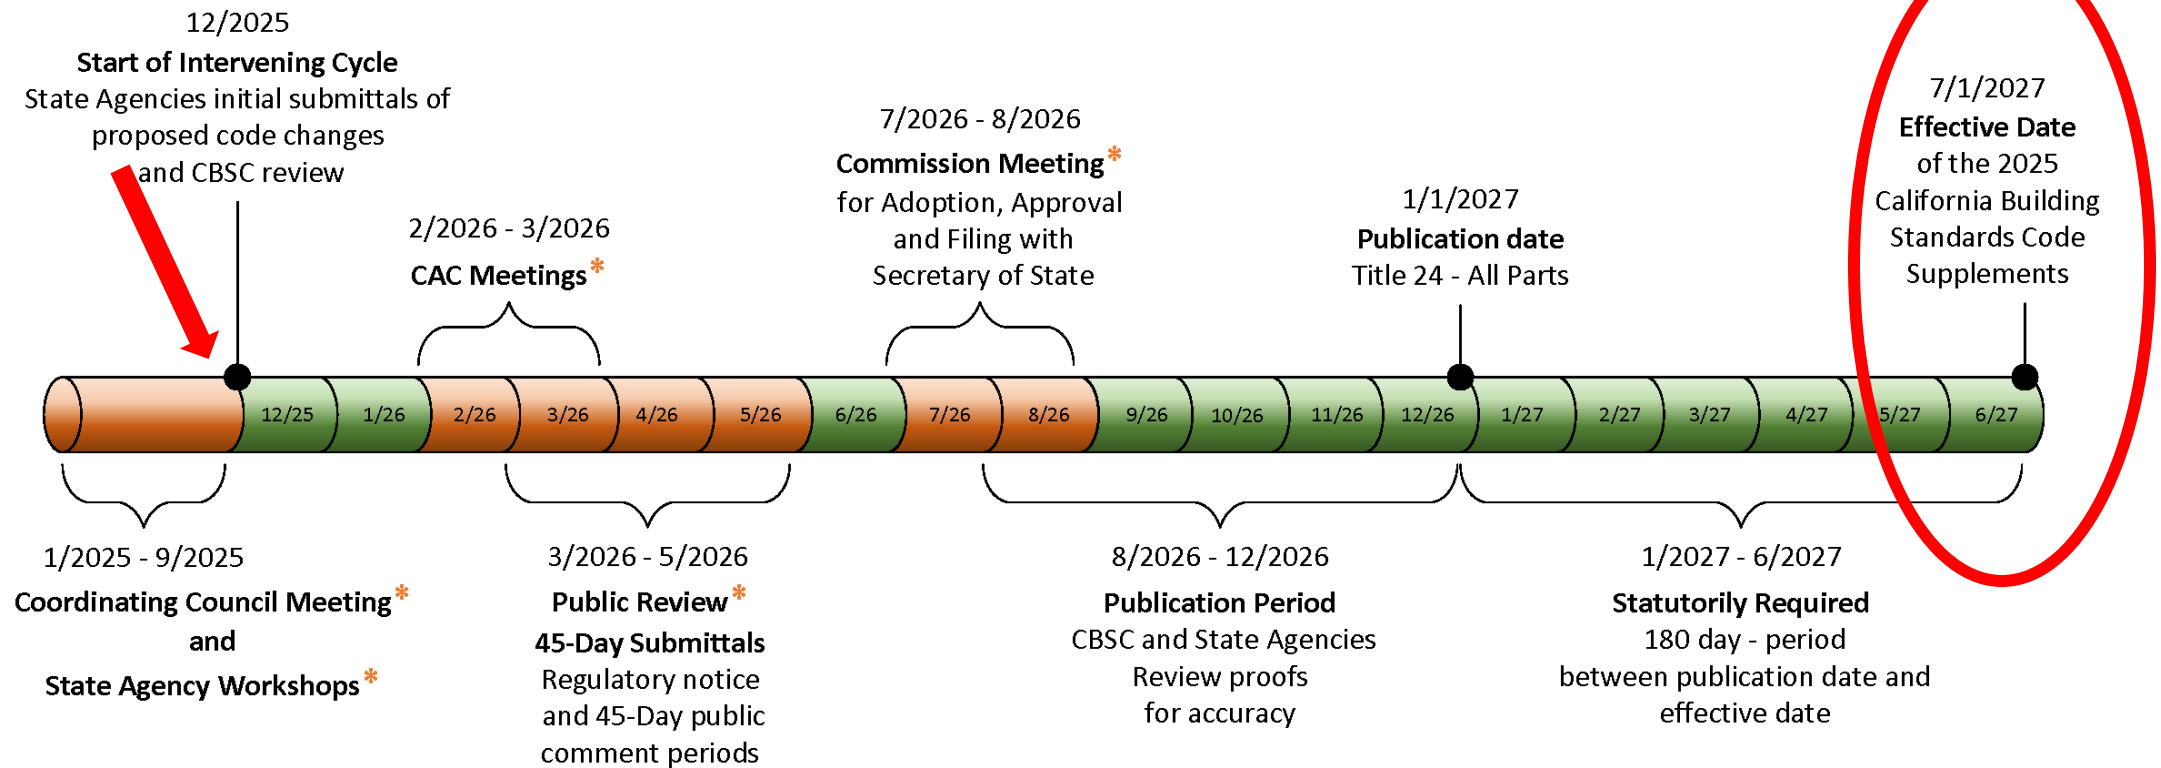 12/2025
Start of Intervening Cycle
State Agencies initial submittals of
proposed code changes
and CBSC review
2/2026 - 3/2026
CAC Meetings*
7/2026 - 8/2026
Commission Meeting*
for Adoption, Approval
and Filing with
Secretary of State
1/1/2027
Publication date
Title 24 - All Parts
7/1/2027
Effective Date
of the 2025
California Building
Standards Code
Supplements
12/25 1/26 2/26 3/26 4/26 5/26 6/26 7/26 8/26 9/26 10/26 11/26 12/26 1/27 2/27 3/27 4/27 5/27 6/27
1/2025 - 9/2025
Coordinating Council Meeting*
and
State Agency Workshops*
3/2026 - 5/2026
Public Review*
45-Day Submittals
Regulatory notice
and 45-Day public
comment periods
8/2026 - 12/2026
Publication Period
CBSC and State Agencies
Review proofs
for accuracy
1/2027 - 6/2027
Statutorily Required
180 day - period
between publication date and
effective date